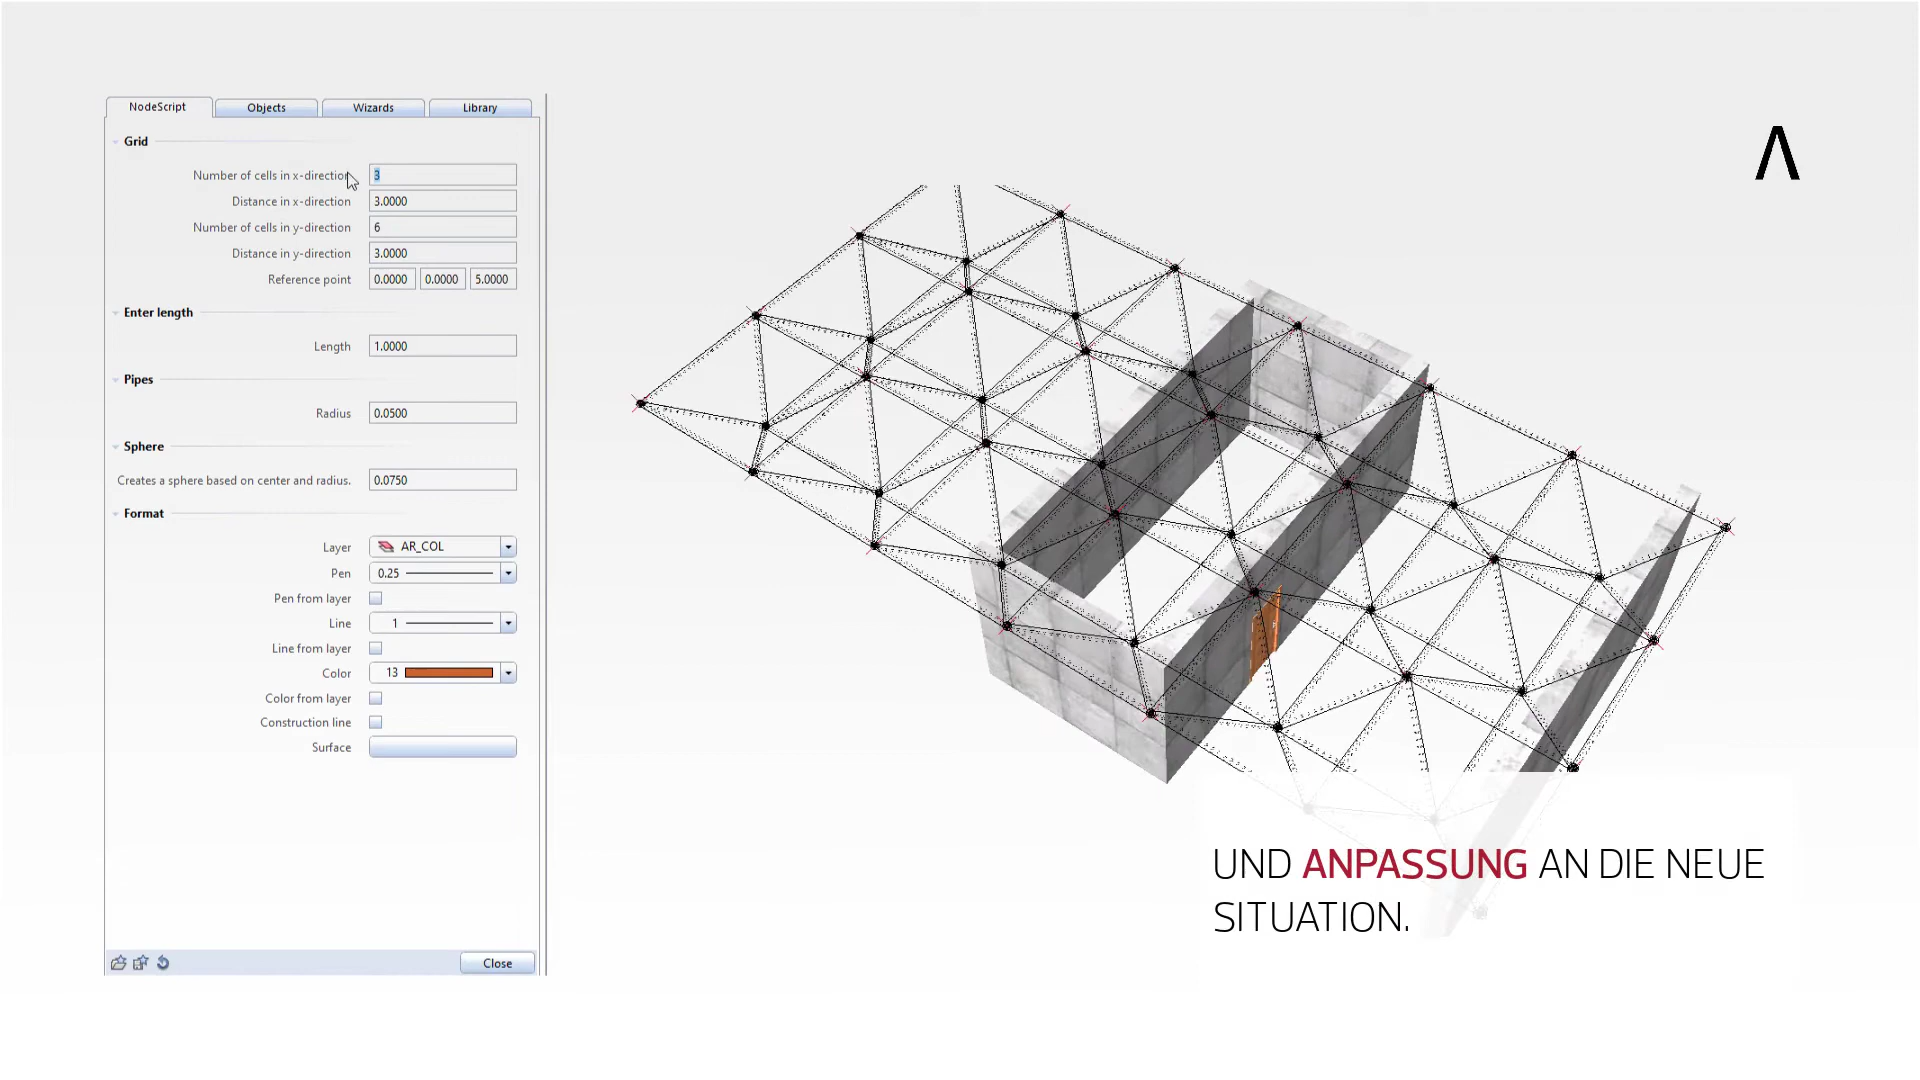 NodeScript
Objects
Wizards
Library
Grid
Number of cells in x-direction
3
Distance in x-direction
3.0000
Number of cells in y-direction
6
Distance in y-direction
3.0000
Reference point
0.0000
0.0000
5.0000
Enter length
Length
1.0000
Pipes
Radius
0.0500
Sphere
Creates a sphere based on center and radius.
0.0750
Format
Layer
AR_COL
Pen
0.25
Pen from layer
Line
1
Line from layer
Color
13
Color from layer
Construction line
Surface
Close
UND ANPASSUNG AN DIE NEUE
SITUATION.